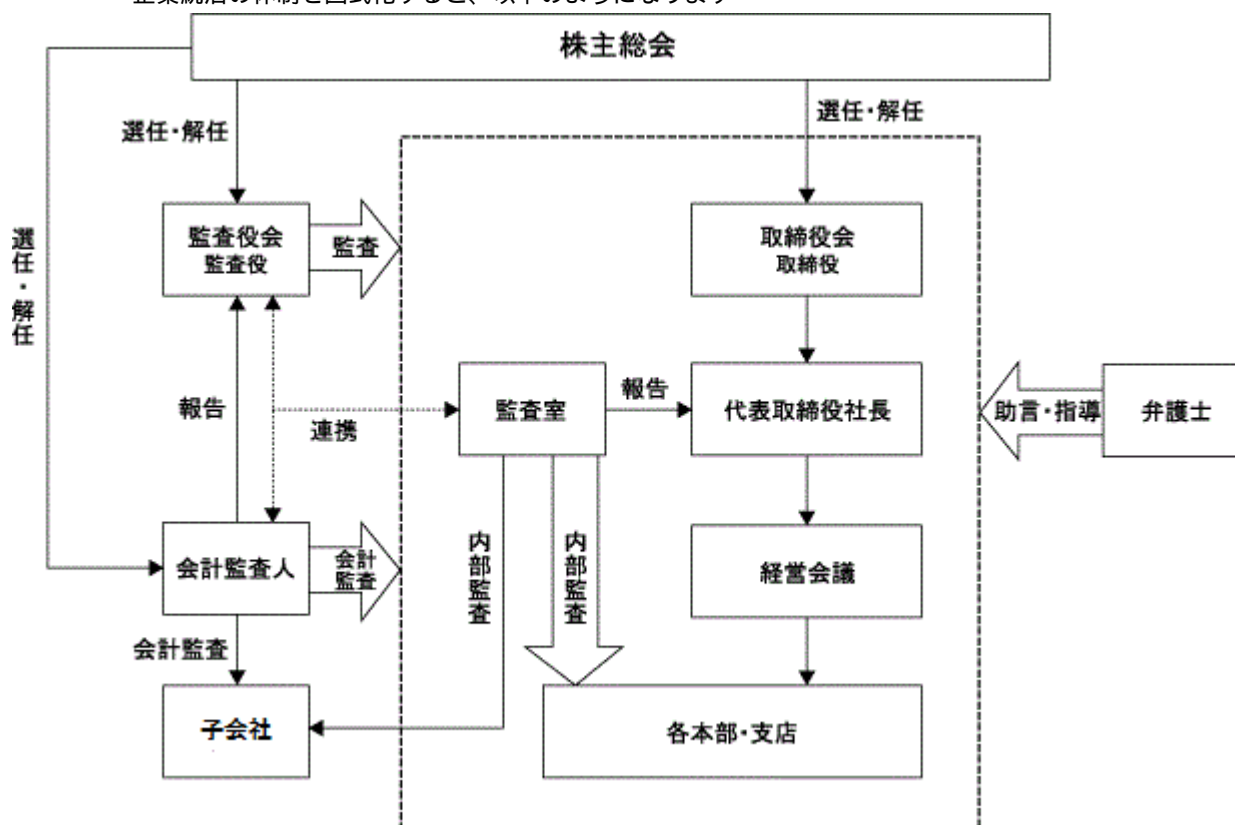 株主総会
選任・解任
選任・解任
選任・解任
監査役会
監査役
監査
取締役会
取締役
報告
連携
監査室
報告
代表取締役社長
助言・指導
弁護士
会計監査人
会計
監査
内部監査
内部監査
経営会議
会計監査
子会社
各本部・支店